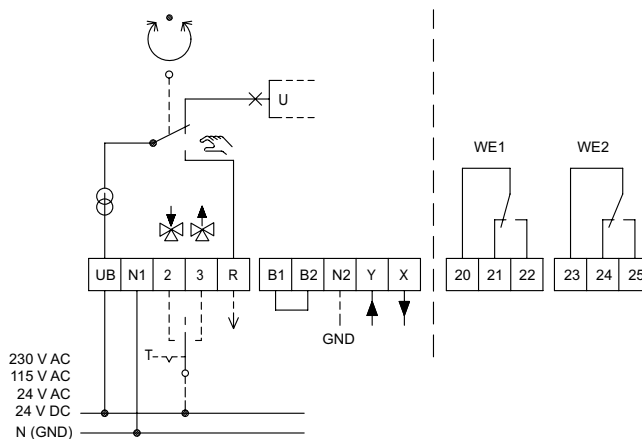 U
WE1 WE2
UB N1 2 3 R B1 B2 N2 Y X 20 21 22 23 24 25
GND
T
230 V AC
115 V AC
24 V AC
24 V DC
N (GND)